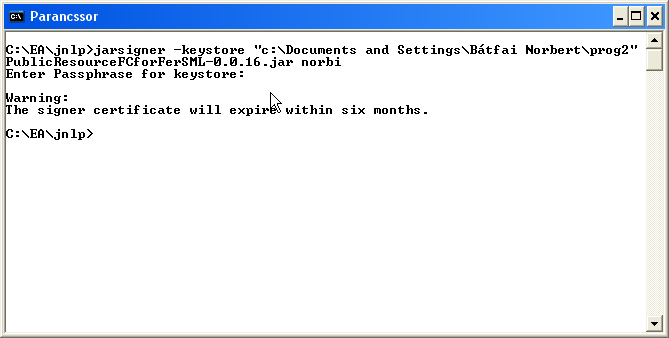 Parancssor
C:\EA\jnlp>jarsigner -keystore "c:\Documents and Settings\Bátfai Norbert\prog2"
PublicResourceFCforFerSML-0.0.16.jar norbi
Enter Passphrase for keystore:
Warning:
The signer certificate will expire within six months.
C:\EA\jnlp>